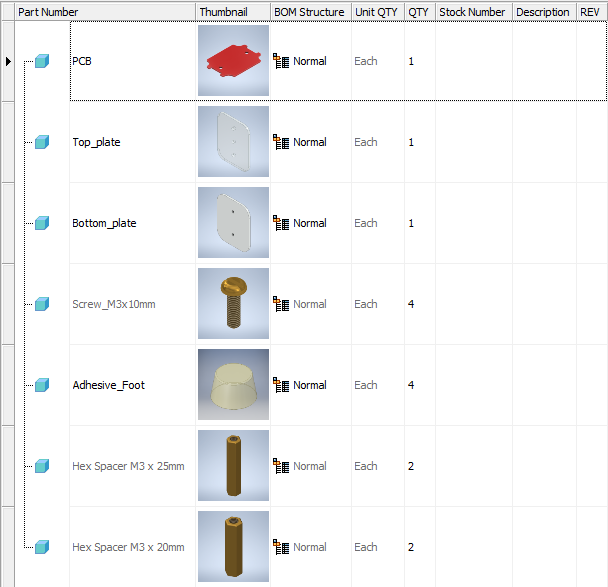 Part Number Thumbnail BOM Structure Unit QTY QTY Stock Number Description REV
PCB Normal Each 1
Top_plate Normal Each 1
Bottom_plate Normal Each 1
Screw_M3x10mm Normal Each 4
Adhesive_Foot Normal Each 4
Hex Spacer M3 x 25mm Normal Each 2
Hex Spacer M3 x 20mm Normal Each 2